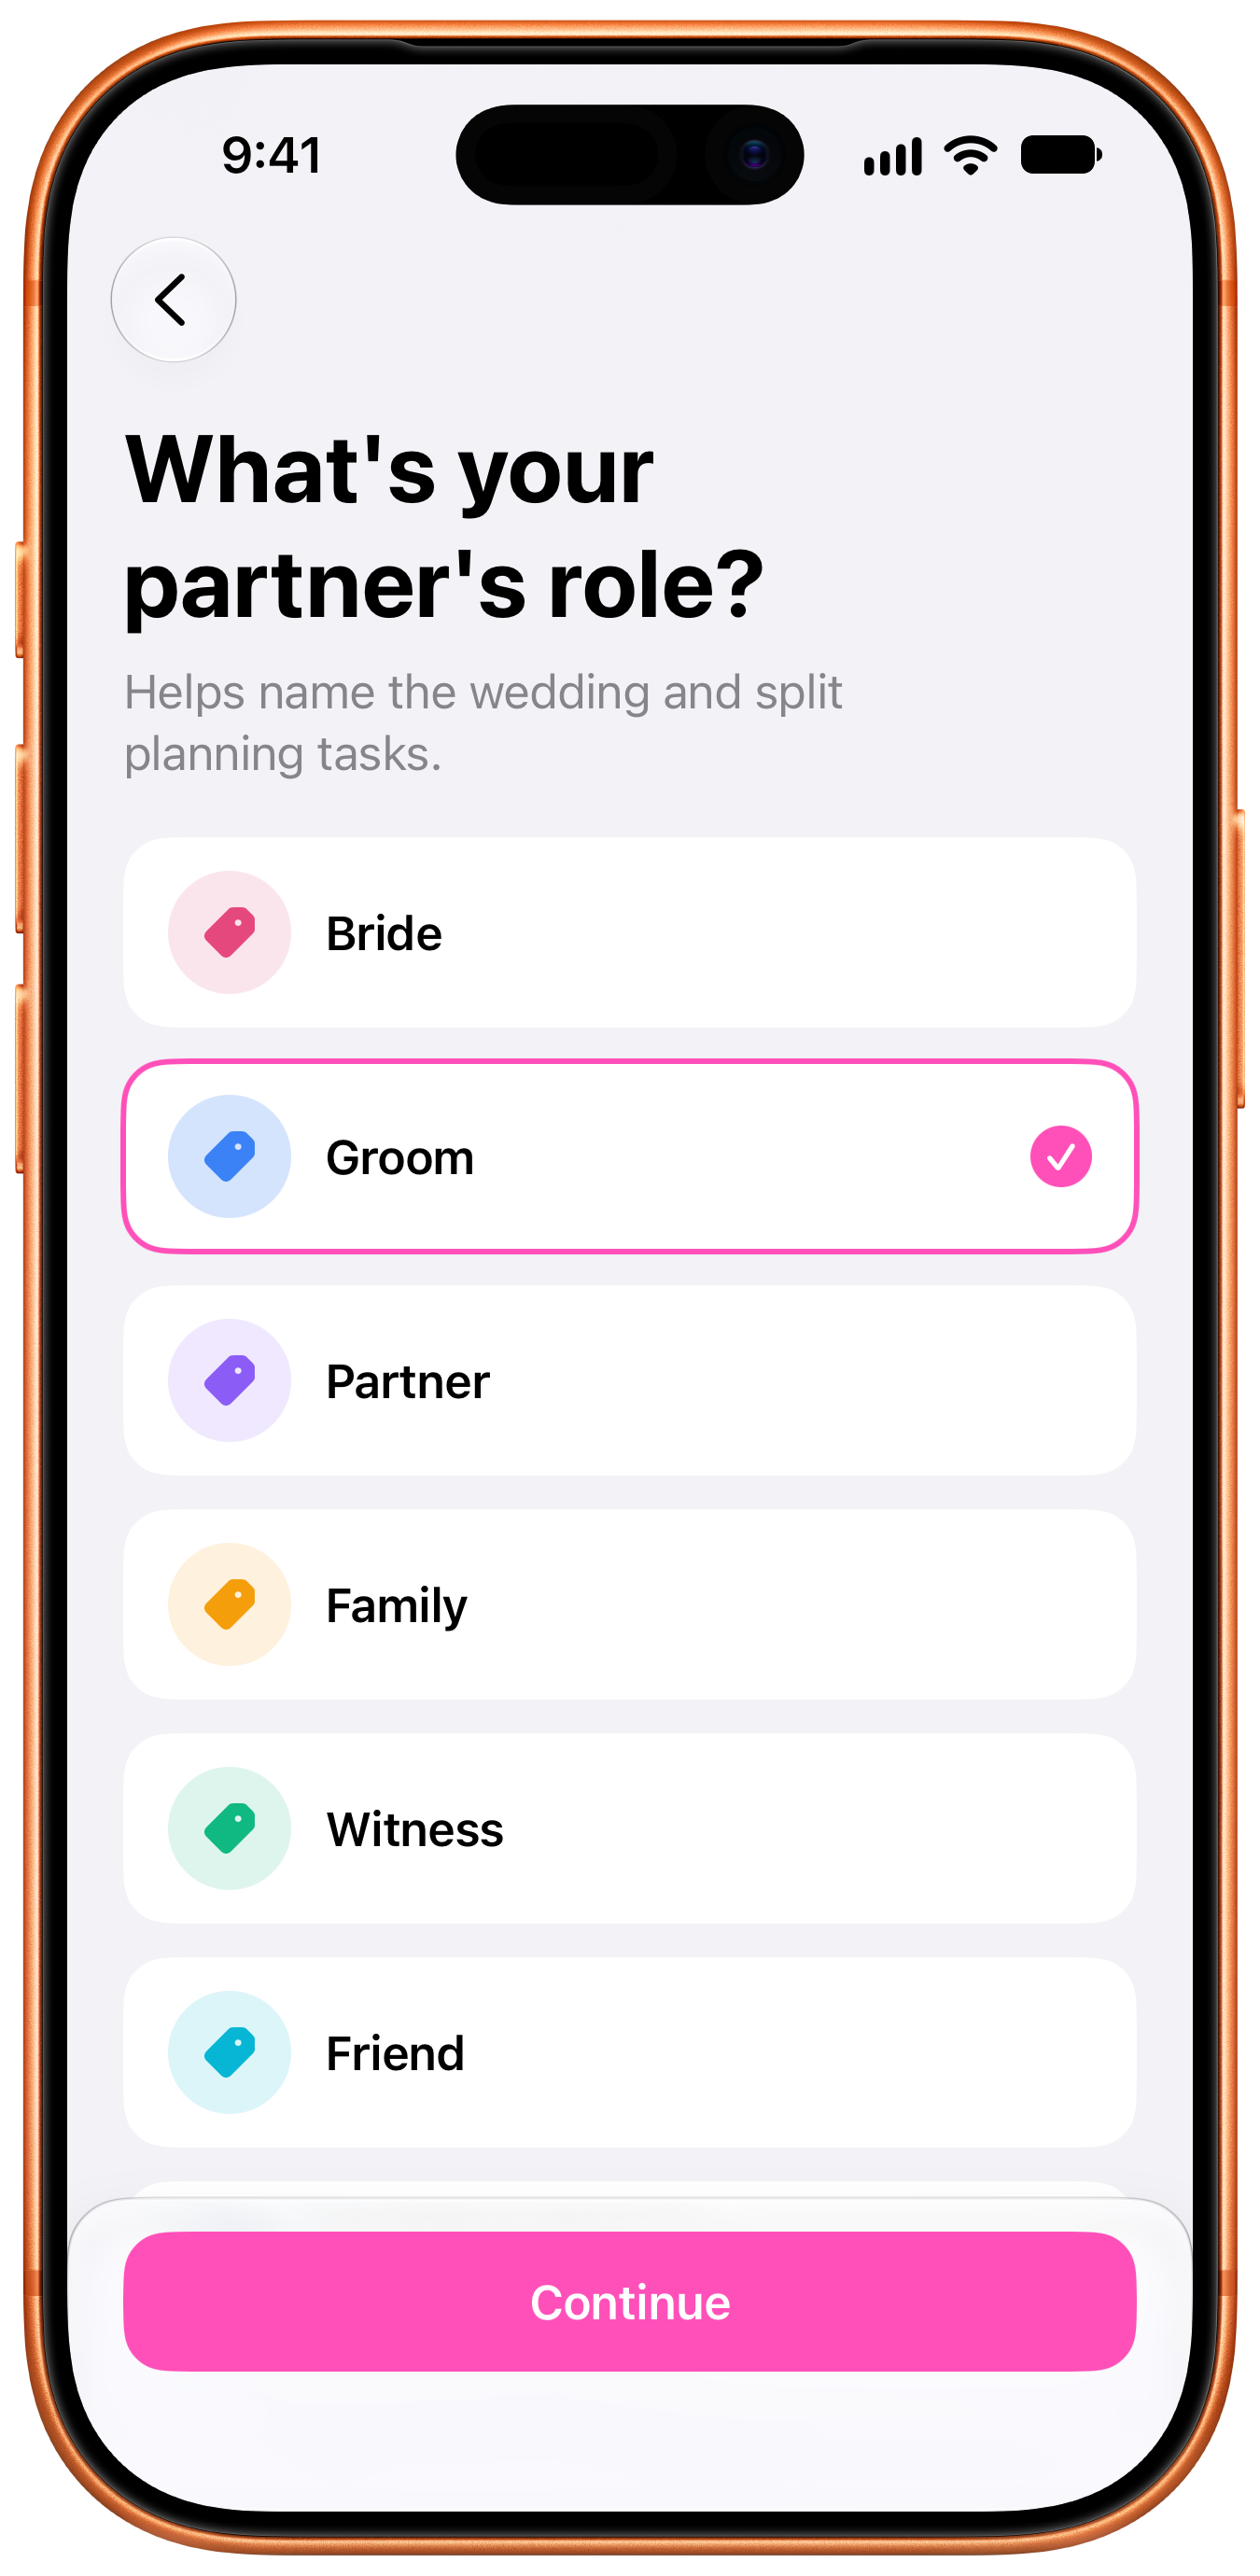 9:41
What's your
partner's role?
Helps name the wedding and split
planning tasks.
Bride
Groom
Partner
Family
Witness
Friend
Continue